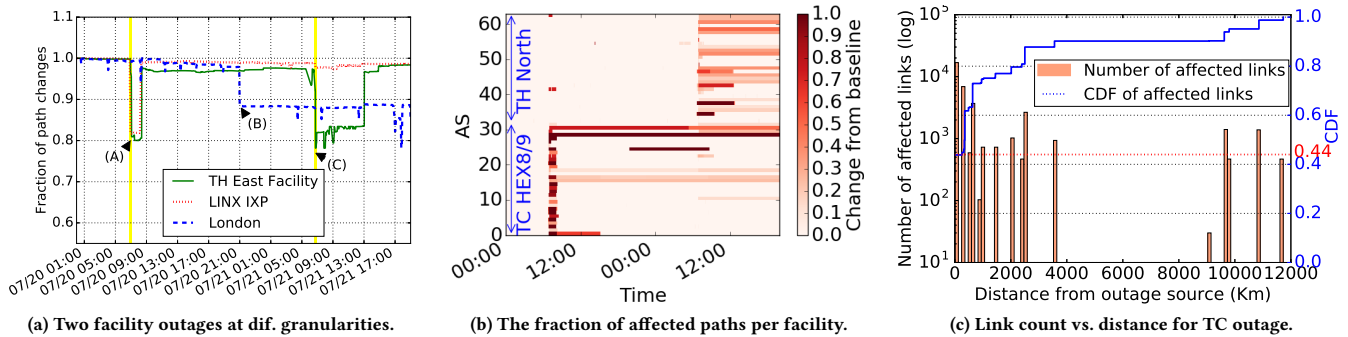 1.1
1.0
0.9
0.8
0.7
0.6
Fraction of path changes
(A)
(B)
(C)
TH East Facility
LINX IXP
London
07/20 01:00
07/20 05:00
07/20 09:00
07/20 13:00
07/20 17:00
07/20 21:00
07/21 01:00
07/21 05:00
07/21 09:00
07/21 13:00
07/21 17:00
(a) Two facility outages at dif. granularities.
60
50
40
30
20
10
0
AS
TH North
TC HEX8/9
00:00
12:00
00:00
12:00
Time
1.0
0.9
0.8
0.7
0.6
0.5
0.4
0.3
0.2
0.1
0.0
Change from baseline
(b) The fraction of affected paths per facility.
10^5
10^4
10^3
10^2
10^1
Number of affected links (log)
Number of affected links
CDF of affected links
1.0
0.8
0.6
0.44
0.4
0.2
0.0
CDF
0
2000
4000
6000
8000
10000
12000
Distance from outage source (Km)
(c) Link count vs. distance for TC outage.